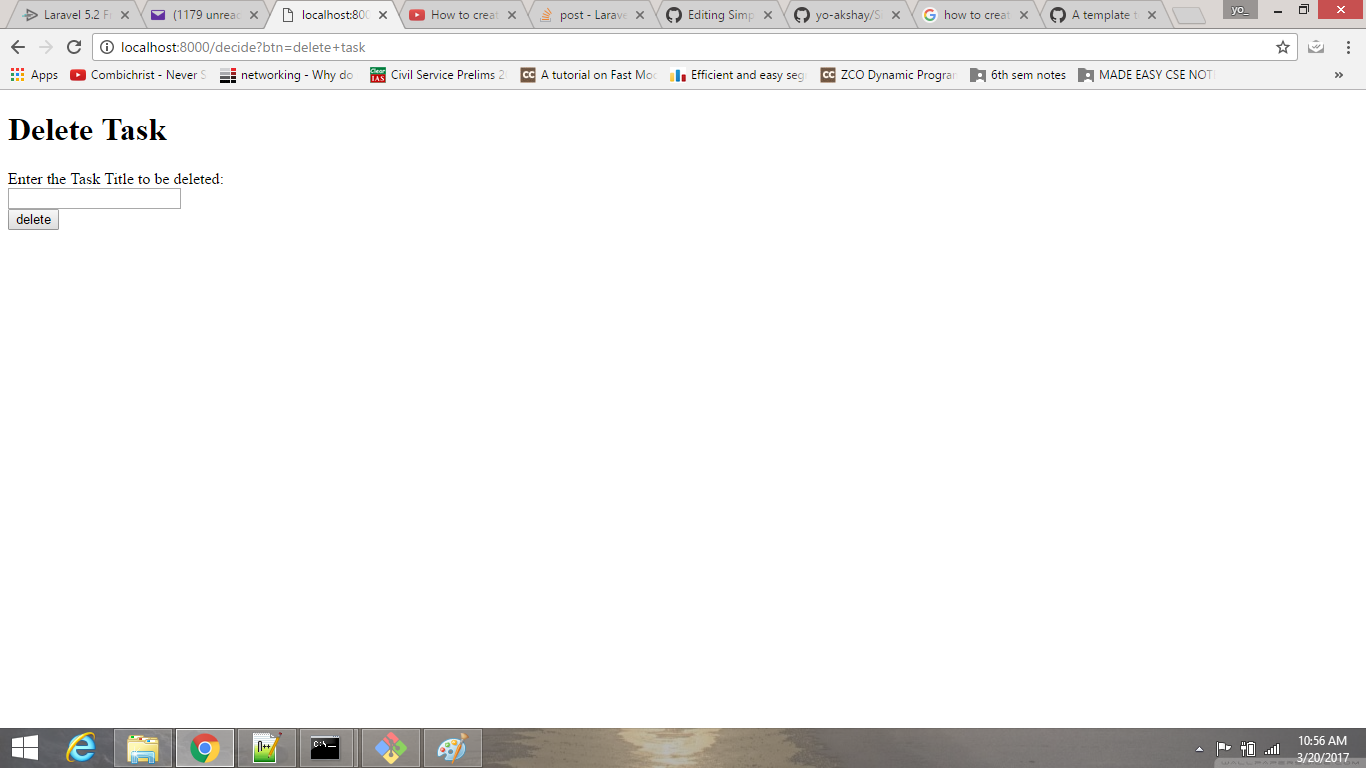 Laravel 5.2 F
(1179 unrea
localhost:800
How to creat
post - Larave
Editing Simp
yo-akshay/S
how to creat
A template t
yo_
localhost:8000/decide?btn=delete+task
Apps
Combichrist - Never S
networking - Why do
Civil Service Prelims 2
A tutorial on Fast Mod
Efficient and easy seg
ZCO Dynamic Program
6th sem notes
MADE EASY CSE NOT
»
Delete Task
Enter the Task Title to be deleted:
delete
10:56 AM
3/20/2017